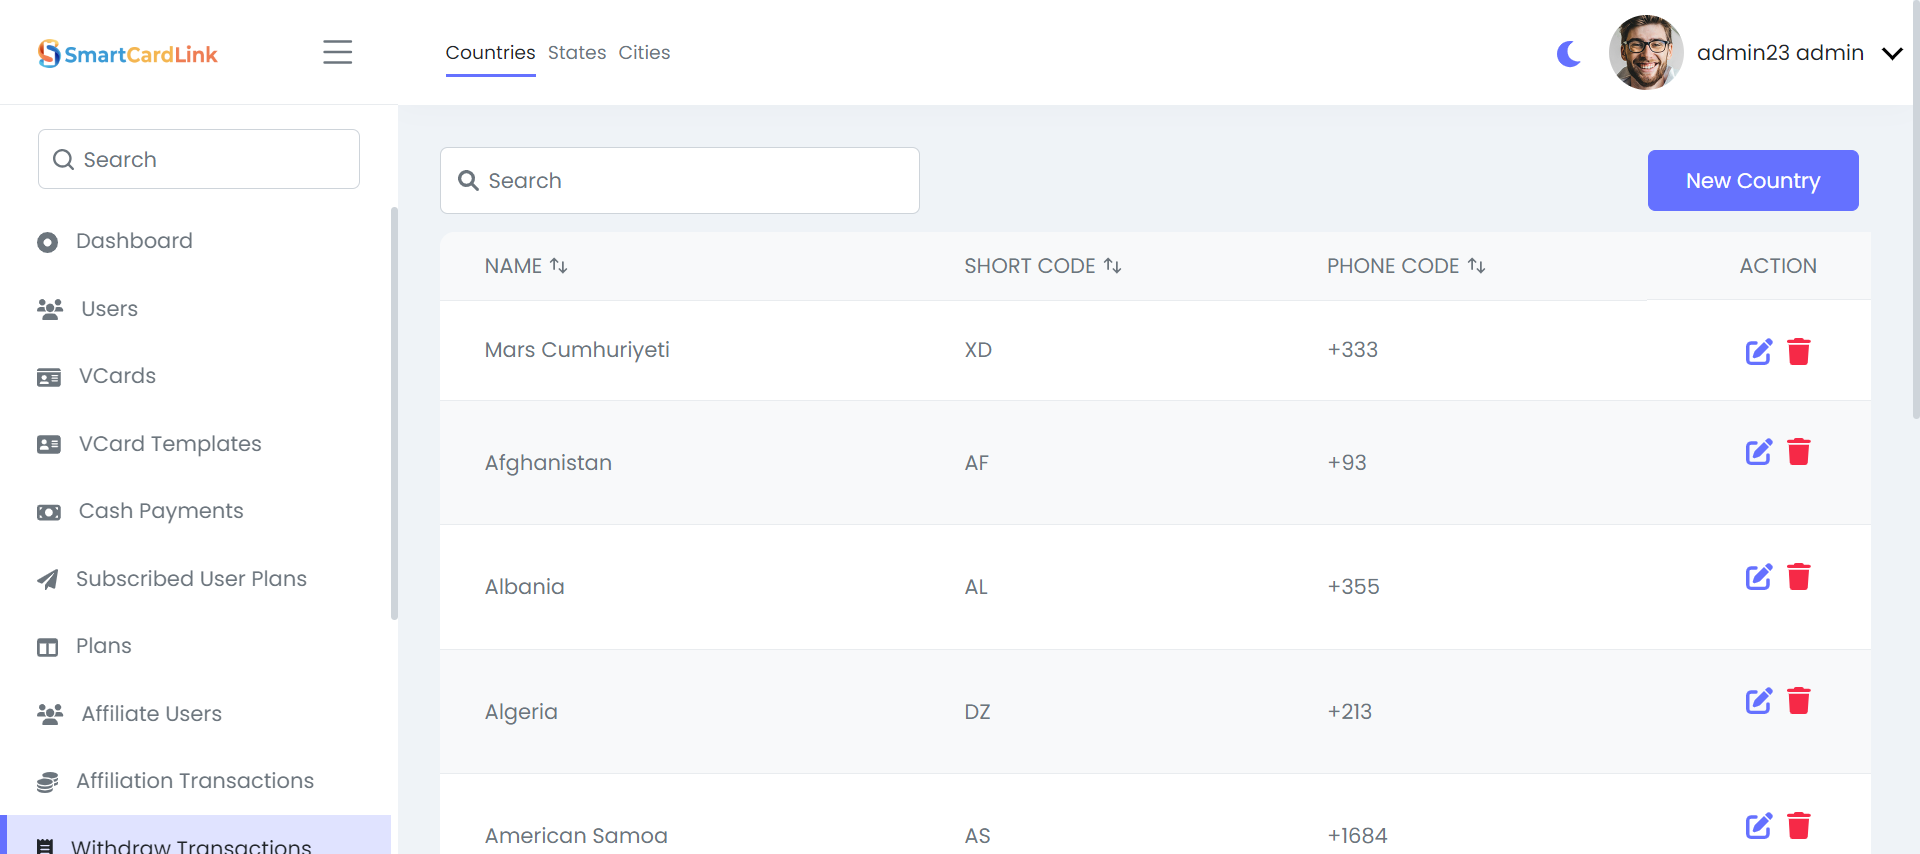 SmartCardLink
Countries States Cities
admin23 admin
Search
Dashboard
Users
VCards
VCard Templates
Cash Payments
Subscribed User Plans
Plans
Affiliate Users
Affiliation Transactions
Withdraw Transactions
Search
New Country
NAME SHORT CODE PHONE CODE ACTION
Mars Cumhuriyeti XD +333
Afghanistan AF +93
Albania AL +355
Algeria DZ +213
American Samoa AS +1684